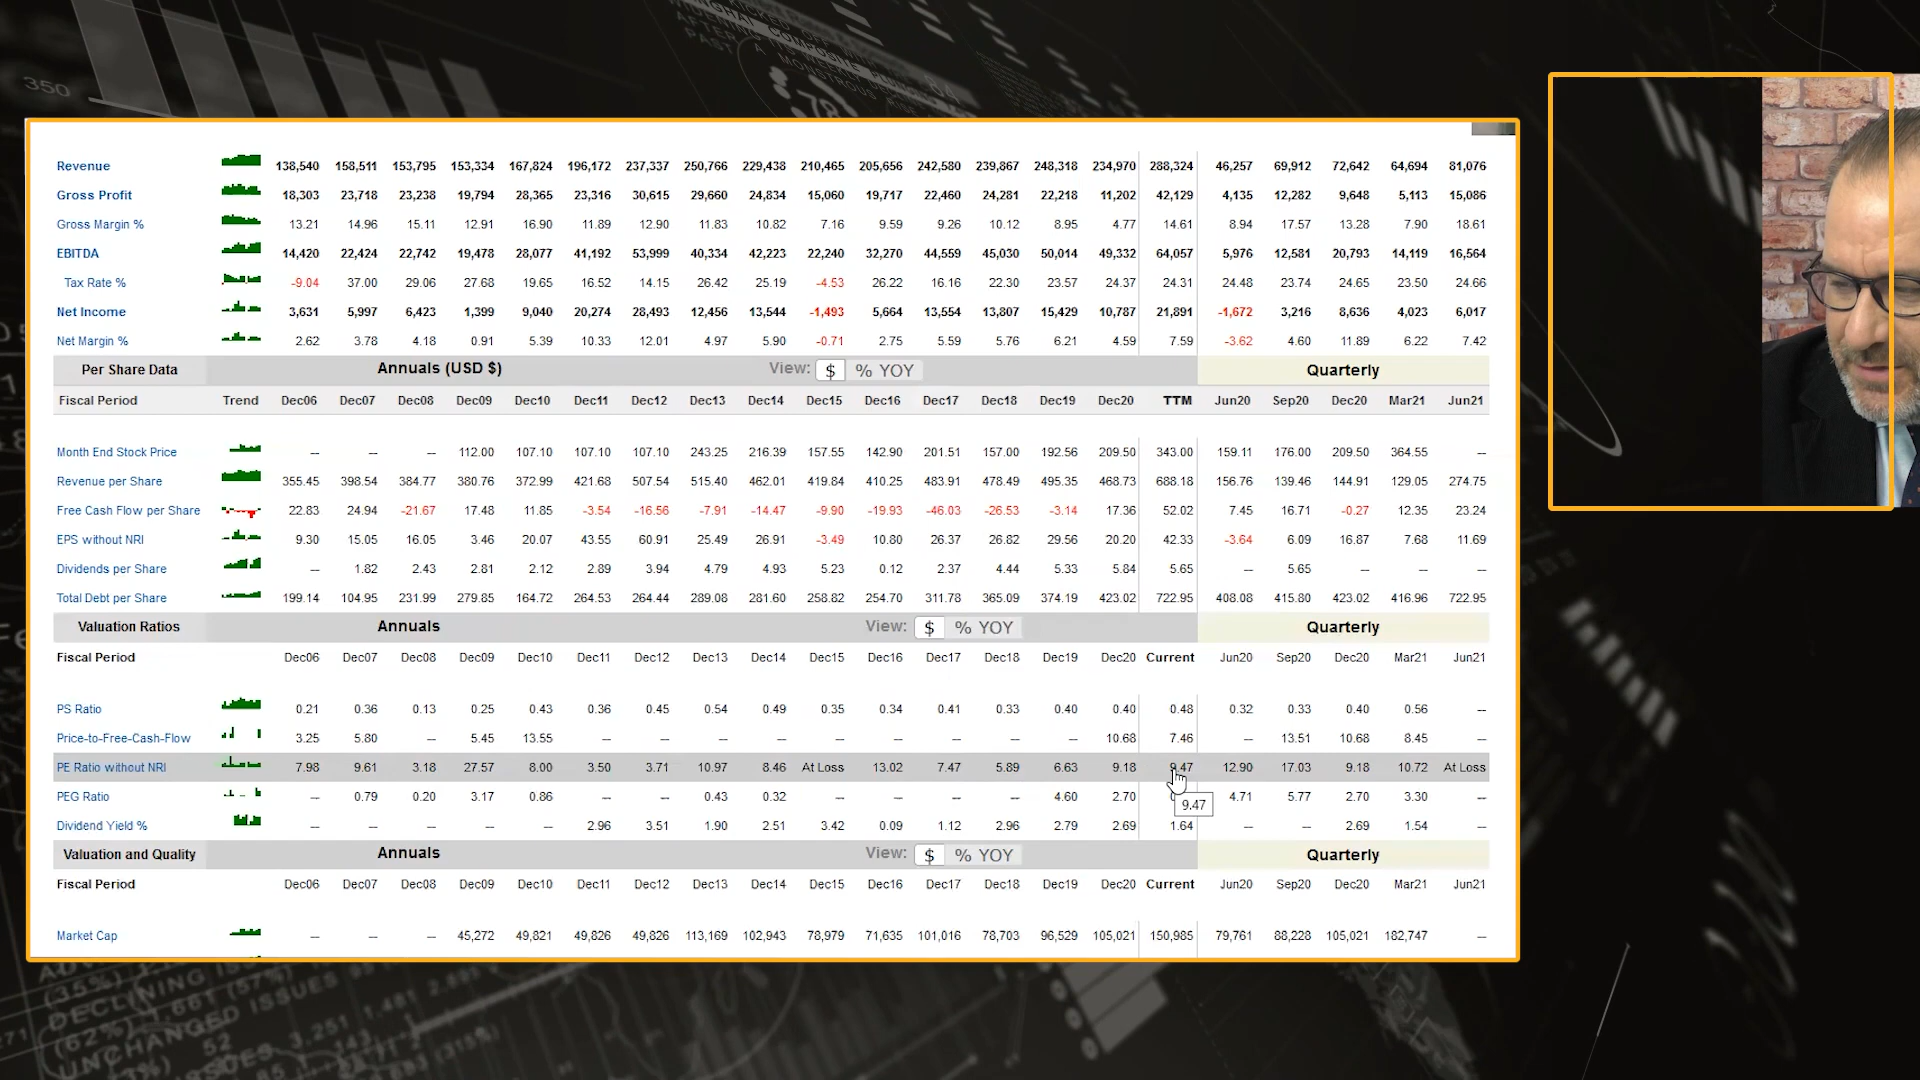 350
Revenue 138,540 158,511 153,795 153,334 167,824 196,172 237,337 250,766 229,438 210,465 205,656 242,580 239,867 248,318 234,970 288,324 46,257 69,912 72,642 64,694 81,076
Gross Profit 18,303 23,718 23,238 19,794 28,365 23,316 30,615 29,660 24,834 15,060 19,717 22,460 24,281 22,218 11,202 42,129 4,135 12,282 9,648 5,113 15,086
Gross Margin % 13.21 14.96 15.11 12.91 16.90 11.89 12.90 11.83 10.82 7.16 9.59 9.26 10.12 8.95 4.77 14.61 8.94 17.57 13.28 7.90 18.61
EBITDA 14,420 22,424 22,742 19,478 28,077 41,192 53,999 40,334 42,223 22,240 32,270 44,559 45,030 50,014 49,332 64,057 5,976 12,581 20,793 14,119 16,564
Tax Rate % -9.04 37.00 29.06 27.68 19.65 16.52 14.15 26.42 25.19 -4.53 26.22 16.16 22.30 23.57 24.37 24.31 24.48 23.74 24.65 23.50 24.66
Net Income 3,631 5,997 6,423 1,399 9,040 20,274 28,493 12,456 13,544 -1,493 5,664 13,554 13,807 15,429 10,787 21,891 -1,672 3,216 8,636 4,023 6,017
Net Margin % 2.62 3.78 4.18 0.91 5.39 10.33 12.01 4.97 5.90 -0.71 2.75 5.59 5.76 6.21 4.59 7.59 -3.62 4.60 11.89 6.22 7.42
Per Share Data Annuals (USD $) View: $ % YOY Quarterly
Fiscal Period Trend Dec06 Dec07 Dec08 Dec09 Dec10 Dec11 Dec12 Dec13 Dec14 Dec15 Dec16 Dec17 Dec18 Dec19 Dec20 TTM Jun20 Sep20 Dec20 Mar21 Jun21
Month End Stock Price -- -- -- 112.00 107.10 107.10 107.10 243.25 216.39 157.55 142.90 201.51 157.00 192.56 209.50 343.00 159.11 176.00 209.50 364.55 --
Revenue per Share 355.45 398.54 384.77 380.76 372.99 421.68 507.54 515.40 462.01 419.84 410.25 483.91 478.49 495.35 468.73 688.18 156.76 139.46 144.91 129.05 274.75
Free Cash Flow per Share 22.83 24.94 -21.67 17.48 11.85 -3.54 -16.56 -7.91 -14.47 -9.90 -19.93 -46.03 -26.53 -3.14 17.36 52.02 7.45 16.71 -0.27 12.35 23.24
EPS without NRI 9.30 15.05 16.05 3.46 20.07 43.55 60.91 25.49 26.91 -3.49 10.80 26.37 26.82 29.56 20.20 42.33 -3.64 6.09 16.87 7.68 11.69
Dividends per Share -- 1.82 2.43 2.81 2.12 2.89 3.94 4.79 4.93 5.23 0.12 2.37 4.44 5.33 5.84 5.65 -- 5.65 -- -- --
Total Debt per Share 199.14 104.95 231.99 279.85 164.72 264.53 264.44 289.08 281.60 258.82 254.70 311.78 365.09 374.19 423.02 722.95 408.08 415.80 423.02 416.96 722.95
Valuation Ratios Annuals View: $ % YOY Quarterly
Fiscal Period Dec06 Dec07 Dec08 Dec09 Dec10 Dec11 Dec12 Dec13 Dec14 Dec15 Dec16 Dec17 Dec18 Dec19 Dec20 Current Jun20 Sep20 Dec20 Mar21 Jun21
PS Ratio 0.21 0.36 0.13 0.25 0.43 0.36 0.45 0.54 0.49 0.35 0.34 0.41 0.33 0.40 0.40 0.48 0.32 0.33 0.40 0.56 --
Price-to-Free-Cash-Flow 3.25 5.80 -- 5.45 13.55 -- -- -- -- -- -- -- -- -- 10.68 7.46 -- 13.51 10.68 8.45 --
PE Ratio without NRI 7.98 9.61 3.18 27.57 8.00 3.50 3.71 10.97 8.46 At Loss 13.02 7.47 5.89 6.63 9.18 9.47 12.90 17.03 9.18 10.72 At Loss
PEG Ratio -- 0.79 0.20 3.17 0.86 -- -- 0.43 0.32 -- -- -- -- 4.60 2.70 4.71 5.77 2.70 3.30 --
9.47
Dividend Yield % -- -- -- -- -- 2.96 3.51 1.90 2.51 3.42 0.09 1.12 2.96 2.79 2.69 1.64 -- -- 2.69 1.54 --
Valuation and Quality Annuals View: $ % YOY Quarterly
Fiscal Period Dec06 Dec07 Dec08 Dec09 Dec10 Dec11 Dec12 Dec13 Dec14 Dec15 Dec16 Dec17 Dec18 Dec19 Dec20 Current Jun20 Sep20 Dec20 Mar21 Jun21
Market Cap -- -- -- 45,272 49,821 49,826 49,826 113,169 102,943 78,979 71,635 101,016 78,703 96,529 105,021 150,985 79,761 88,228 105,021 182,747 --
DECLINING
UNCHANGED ISSUES